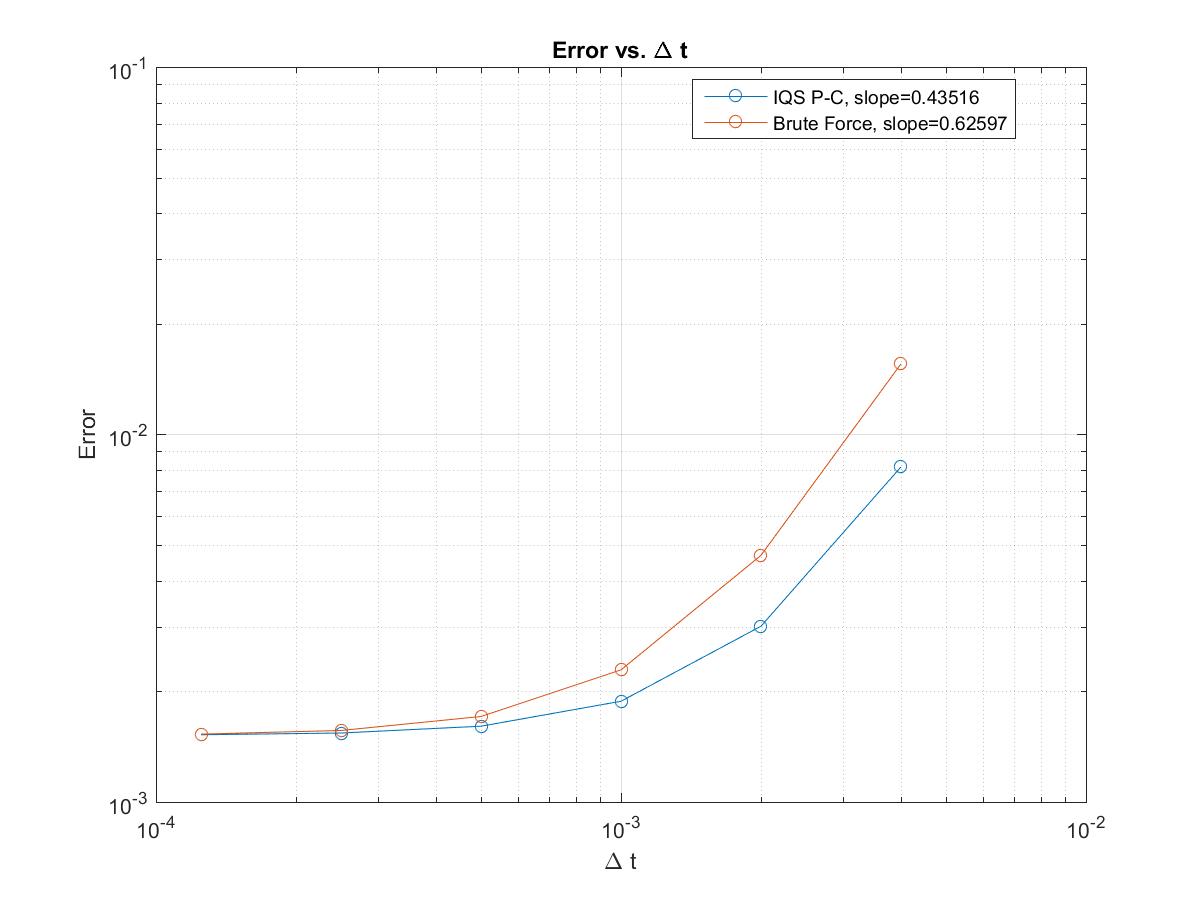 Error vs. Δ t
IQS P-C, slope=0.43516
Brute Force, slope=0.62597
10-1
10-2
10-3
Error
10-4
10-3
10-2
Δ t